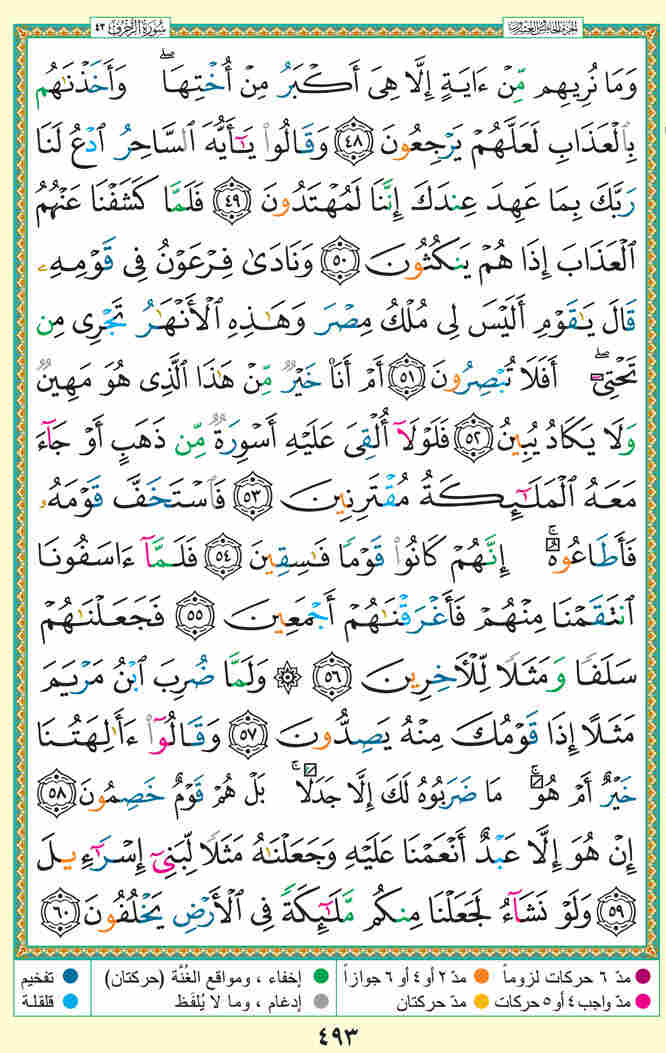 سُورَةُ الزُّخْرُفِ ٤٣
الجزء الخامس والعشرون
وَمَا نُرِيهِم مِّنْ ءَايَةٍ إِلَّا هِىَ أَكْبَرُ مِنْ أُخْتِهَا ۖ وَأَخَذْنَٰهُم
بِٱلْعَذَابِ لَعَلَّهُمْ يَرْجِعُونَ ٤٨ وَقَالُوا۟ يَٰٓأَيُّهَ ٱلسَّاحِرُ ٱدْعُ لَنَا
رَبَّكَ بِمَا عَهِدَ عِندَكَ إِنَّنَا لَمُهْتَدُونَ ٤٩ فَلَمَّا كَشَفْنَا عَنْهُمُ
ٱلْعَذَابَ إِذَا هُمْ يَنكُثُونَ ٥٠ وَنَادَىٰ فِرْعَوْنُ فِى قَوْمِهِۦ
قَالَ يَٰقَوْمِ أَلَيْسَ لِى مُلْكُ مِصْرَ وَهَٰذِهِ ٱلْأَنْهَٰرُ تَجْرِى مِن
تَحْتِىٓ ۖ أَفَلَا تُبْصِرُونَ ٥١ أَمْ أَنَا۠ خَيْرٌ مِّنْ هَٰذَا ٱلَّذِى هُوَ مَهِينٌ
وَلَا يَكَادُ يُبِينُ ٥٢ فَلَوْلَآ أُلْقِىَ عَلَيْهِ أَسْوِرَةٌ مِّن ذَهَبٍ أَوْ جَآءَ
مَعَهُ ٱلْمَلَٰٓئِكَةُ مُقْتَرِنِينَ ٥٣ فَٱسْتَخَفَّ قَوْمَهُۥ
فَأَطَاعُوهُ ۚ إِنَّهُمْ كَانُوا۟ قَوْمًا فَٰسِقِينَ ٥٤ فَلَمَّآ ءَاسَفُونَا
ٱنتَقَمْنَا مِنْهُمْ فَأَغْرَقْنَٰهُمْ أَجْمَعِينَ ٥٥ فَجَعَلْنَٰهُمْ
سَلَفًا وَمَثَلًا لِّلْءَاخِرِينَ ٥٦ ۞ وَلَمَّا ضُرِبَ ٱبْنُ مَرْيَمَ
مَثَلًا إِذَا قَوْمُكَ مِنْهُ يَصِدُّونَ ٥٧ وَقَالُوٓا۟ ءَأَٰلِهَتُنَا
خَيْرٌ أَمْ هُوَ ۚ مَا ضَرَبُوهُ لَكَ إِلَّا جَدَلًۢا ۚ بَلْ هُمْ قَوْمٌ خَصِمُونَ ٥٨
إِنْ هُوَ إِلَّا عَبْدٌ أَنْعَمْنَا عَلَيْهِ وَجَعَلْنَٰهُ مَثَلًا لِّبَنِىٓ إِسْرَٰٓءِيلَ
٥٩ وَلَوْ نَشَآءُ لَجَعَلْنَا مِنكُم مَّلَٰٓئِكَةً فِى ٱلْأَرْضِ يَخْلُفُونَ ٦٠
مدّ ٦ حركات لزوماً مدّ ٢ أو ٤ أو ٦ جوازاً إخفاء ، ومواقع الغُنَّة (حركتان) تفخيم
مدّ واجب ٤ أو ٥ حركات مدّ حركتان إدغام ، وما لا يُلفَظ قلقلة
٤٩٣